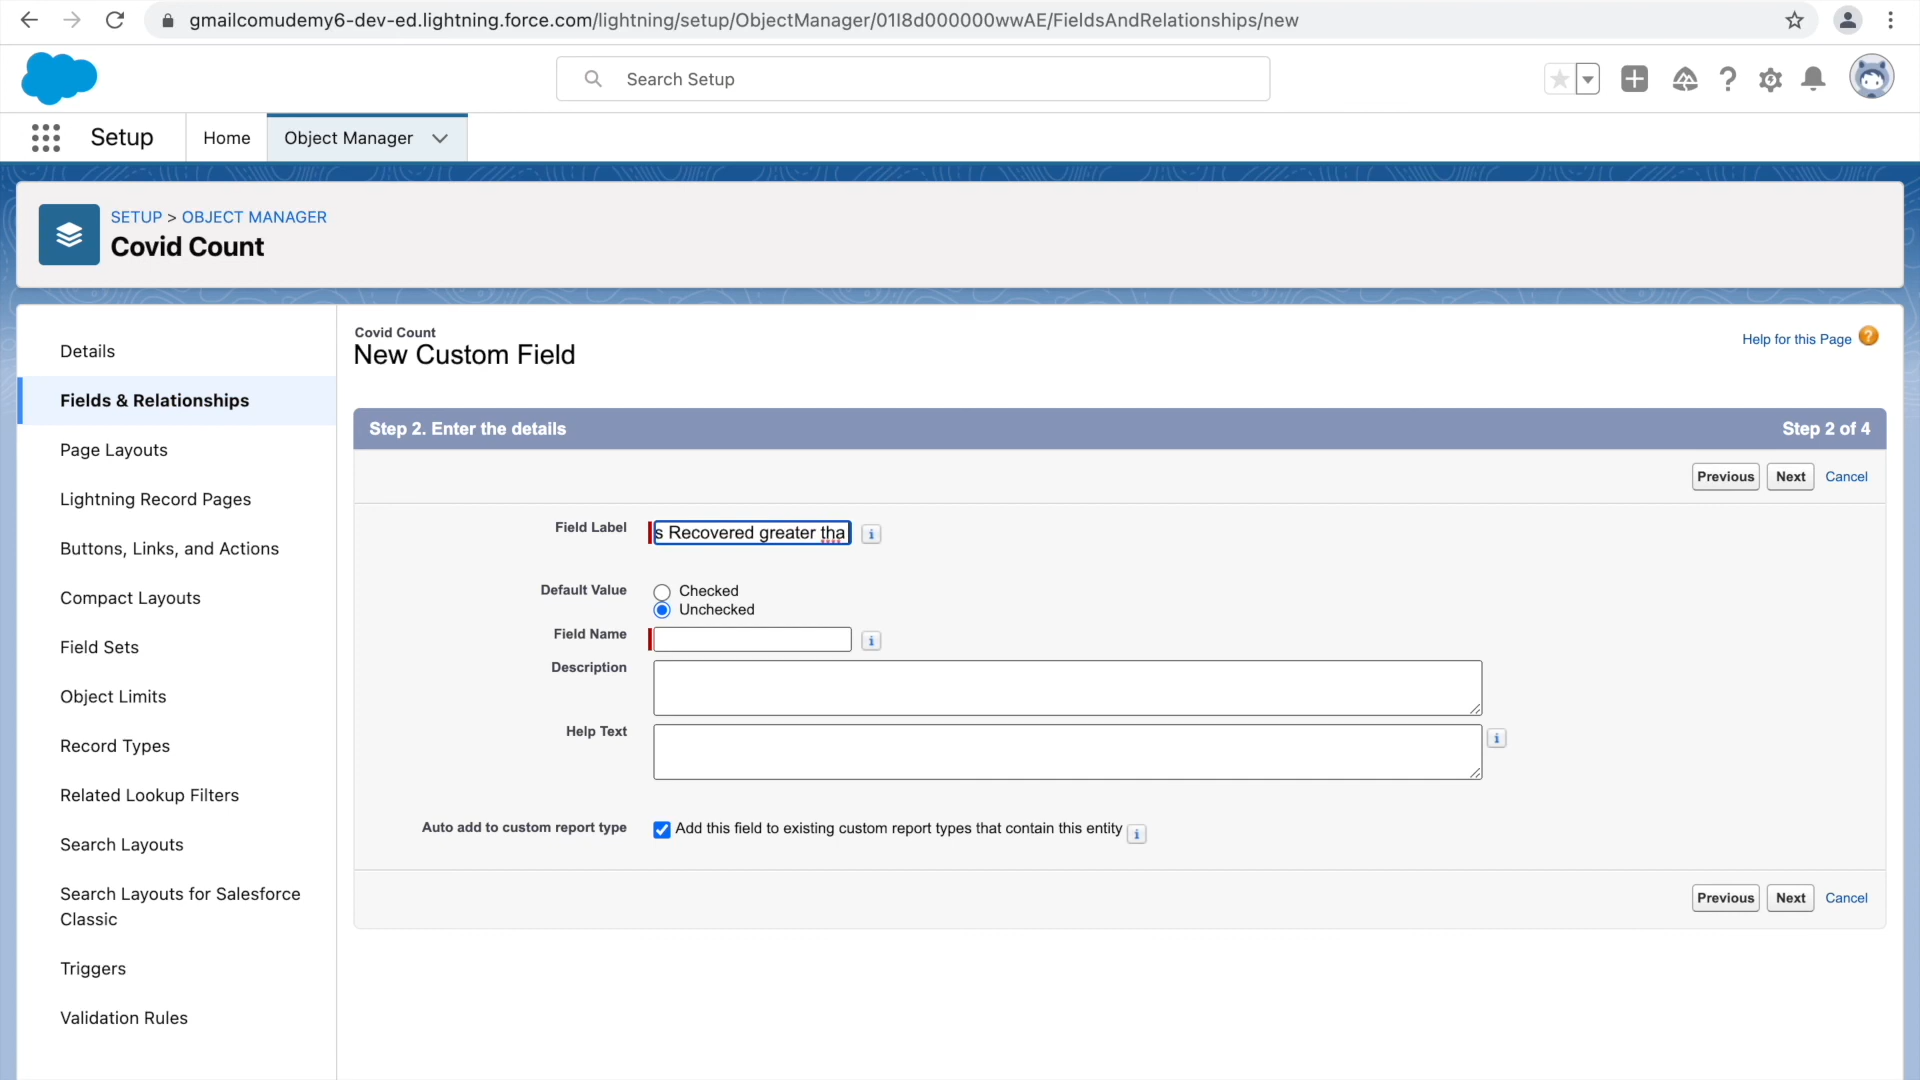 gmailcomudemy6-dev-ed.lightning.force.com/lightning/setup/ObjectManager/01I8d000000wwAE/FieldsAndRelationships/new
Search Setup
Setup
Home
Object Manager
SETUP > OBJECT MANAGER
Covid Count
Details
Fields & Relationships
Page Layouts
Lightning Record Pages
Buttons, Links, and Actions
Compact Layouts
Field Sets
Object Limits
Record Types
Related Lookup Filters
Search Layouts
Search Layouts for Salesforce
Classic
Triggers
Validation Rules
Covid Count
New Custom Field
Help for this Page
Step 2. Enter the details
Step 2 of 4
Previous
Next
Cancel
Field Label
s Recovered greater tha
Default Value
Checked
Unchecked
Field Name
Description
Help Text
Auto add to custom report type
Add this field to existing custom report types that contain this entity
Previous
Next
Cancel